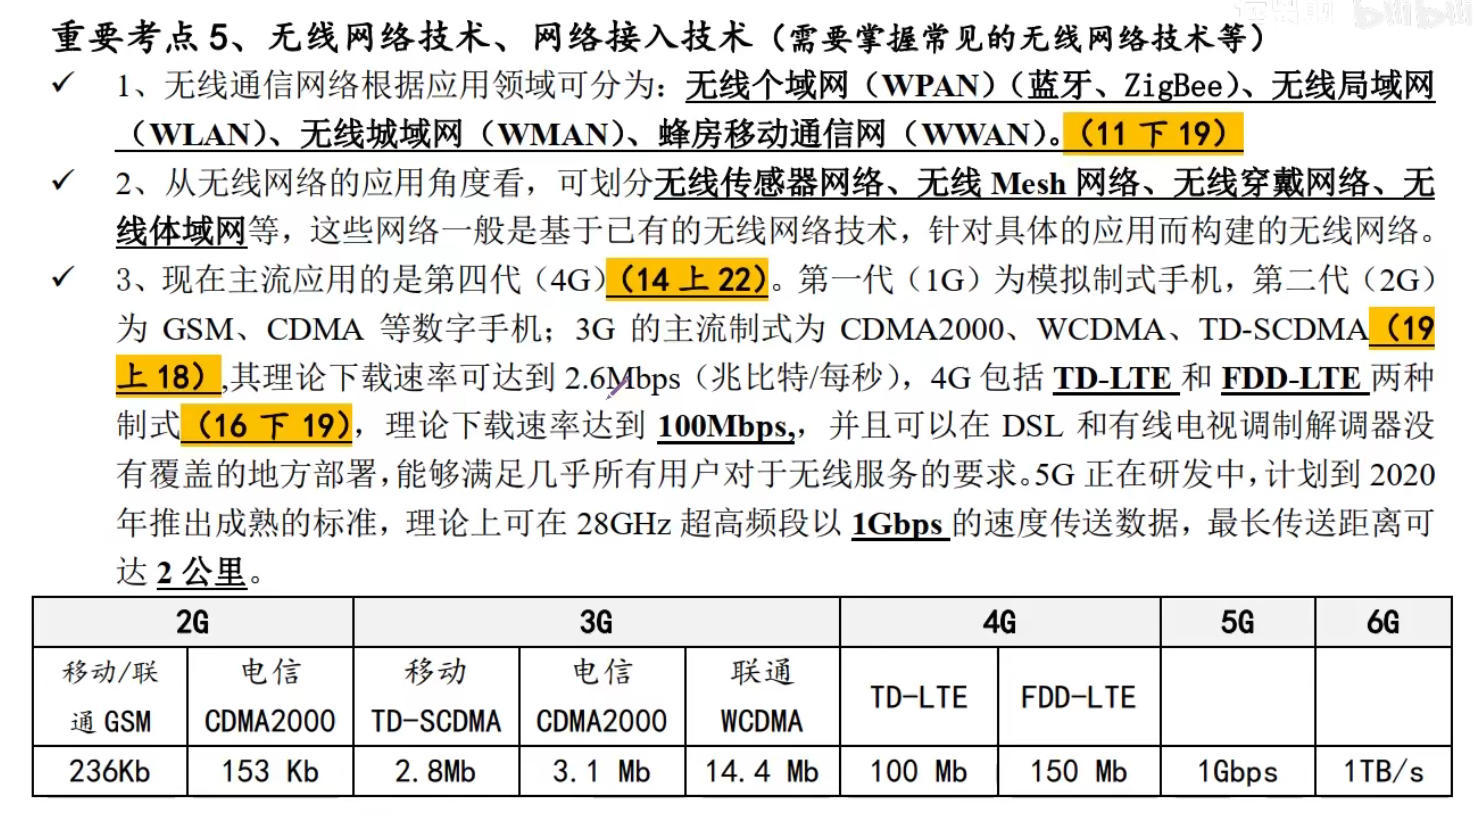 重要考点 5、无线网络技术、网络接入技术（需要掌握常见的无线网络技术等）
bilibili
✓ 1、无线通信网络根据应用领域可分为：无线个域网（WPAN）（蓝牙、ZigBee）、无线局域网
（WLAN）、无线城域网（WMAN）、蜂房移动通信网（WWAN）。（11 下 19）
✓ 2、从无线网络的应用角度看，可划分无线传感器网络、无线 Mesh 网络、无线穿戴网络、无
线体域网等，这些网络一般是基于已有的无线网络技术，针对具体的应用而构建的无线网络。
✓ 3、现在主流应用的是第四代（4G）（14 上 22）。第一代（1G）为模拟制式手机，第二代（2G）
为 GSM、CDMA 等数字手机；3G 的主流制式为 CDMA2000、WCDMA、TD-SCDMA（19
上 18）,其理论下载速率可达到 2.6Mbps（兆比特/每秒），4G 包括 TD-LTE 和 FDD-LTE 两种
制式（16 下 19），理论下载速率达到 100Mbps,，并且可以在 DSL 和有线电视调制解调器没
有覆盖的地方部署，能够满足几乎所有用户对于无线服务的要求。5G 正在研发中，计划到 2020
年推出成熟的标准，理论上可在 28GHz 超高频段以 1Gbps 的速度传送数据，最长传送距离可
达 2 公里。
2G 3G 4G 5G 6G
移动/联 电信 移动 电信 联通
TD-LTE FDD-LTE
通 GSM CDMA2000 TD-SCDMA CDMA2000 WCDMA
236Kb 153 Kb 2.8Mb 3.1 Mb 14.4 Mb 100 Mb 150 Mb 1Gbps 1TB/s